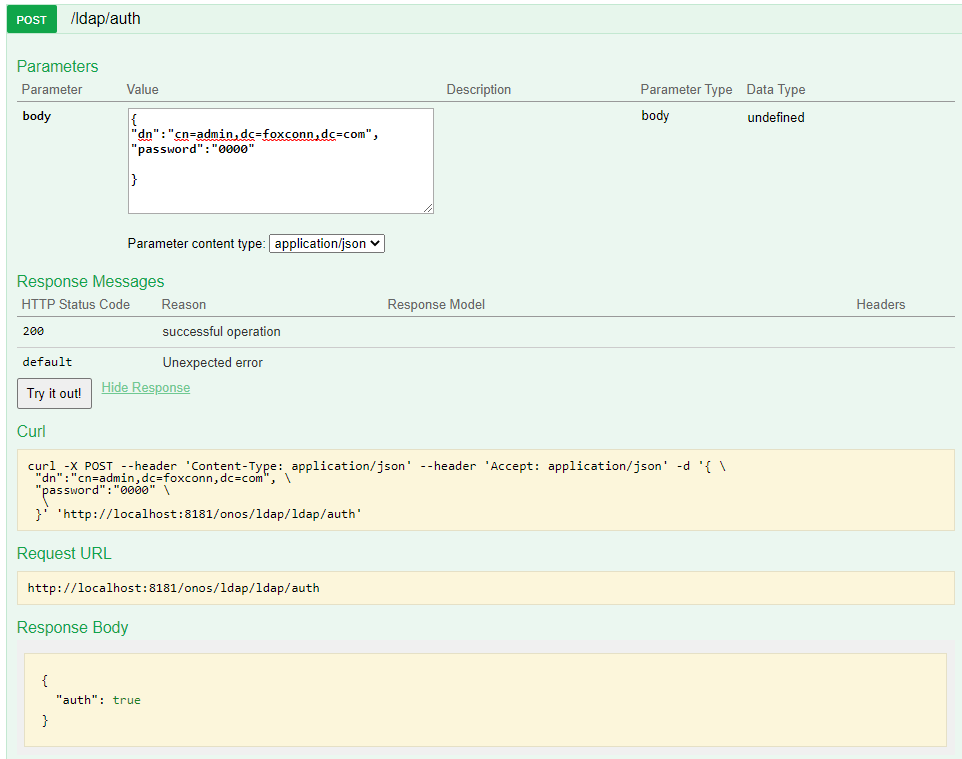 POST /ldap/auth
Parameters
Parameter Value Description Parameter Type Data Type
body { body undefined
"dn":"cn=admin,dc=foxconn,dc=com",
"password":"0000"
}
Parameter content type: application/json
Response Messages
HTTP Status Code Reason Response Model Headers
200 successful operation
default Unexpected error
Try it out! Hide Response
Curl
curl -X POST --header 'Content-Type: application/json' --header 'Accept: application/json' -d '{ \
"dn":"cn=admin,dc=foxconn,dc=com", \
"password":"0000" \
\
}' 'http://localhost:8181/onos/ldap/ldap/auth'
Request URL
http://localhost:8181/onos/ldap/ldap/auth
Response Body
{
"auth": true
}